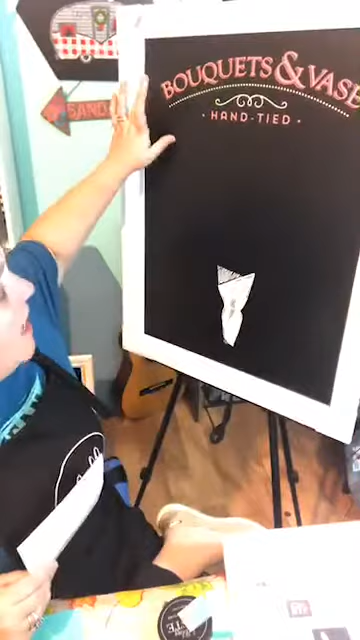 BOUQUETS & VASE
• HAND-TIED •
SAND